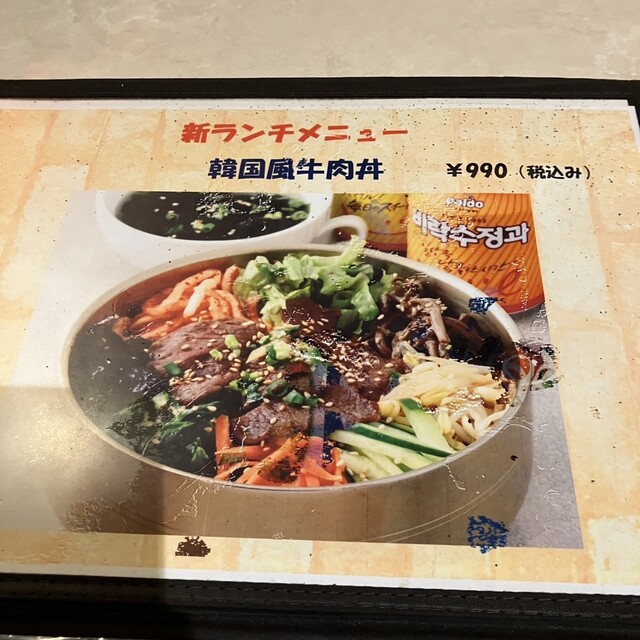 新ランチメニュー
韓国風牛肉丼 ￥990（税込み）
Paldo
비락수정과